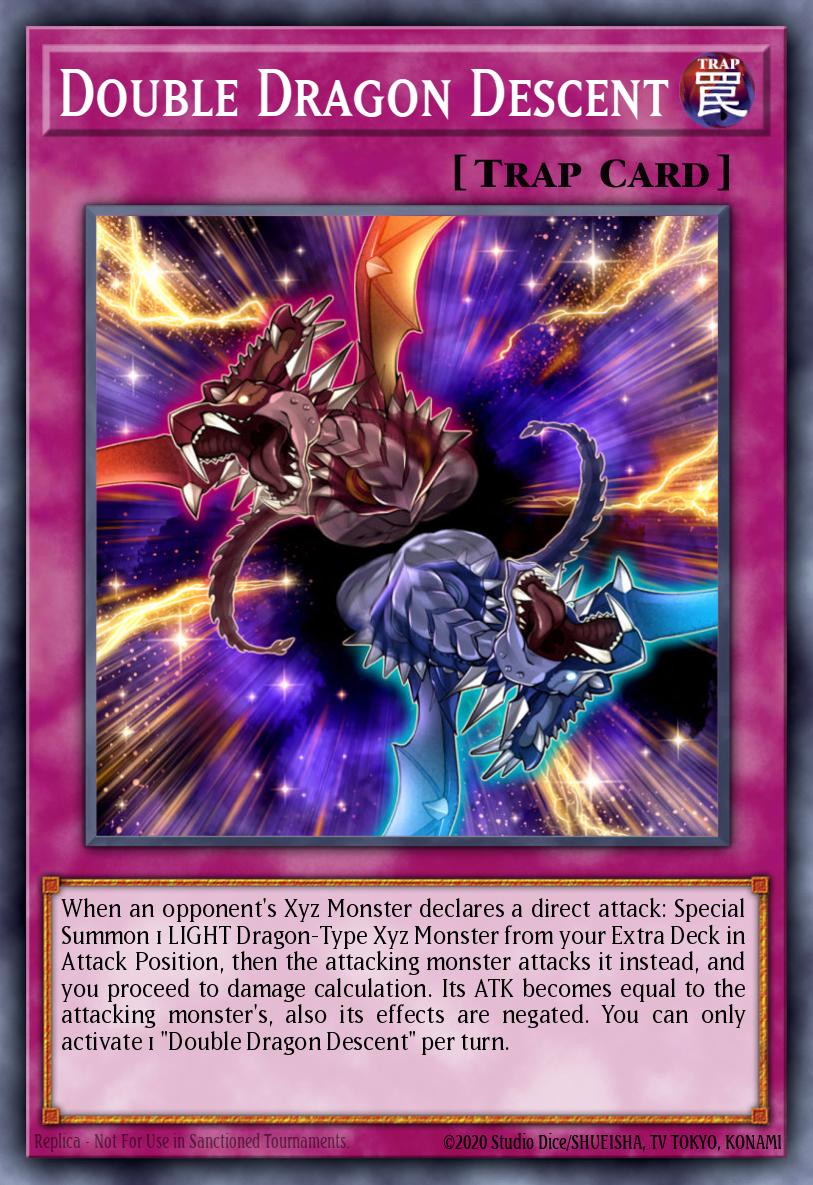 Double Dragon Descent
TRAP
罠
[Trap Card]
When an opponent's Xyz Monster declares a direct attack: Special
Summon 1 LIGHT Dragon-Type Xyz Monster from your Extra Deck in
Attack Position, then the attacking monster attacks it instead, and
you proceed to damage calculation. Its ATK becomes equal to the
attacking monster's, also its effects are negated. You can only
activate 1 "Double Dragon Descent" per turn.
Replica - Not For Use in Sanctioned Tournaments.
©2020 Studio Dice/SHUEISHA, TV TOKYO, KONAMI